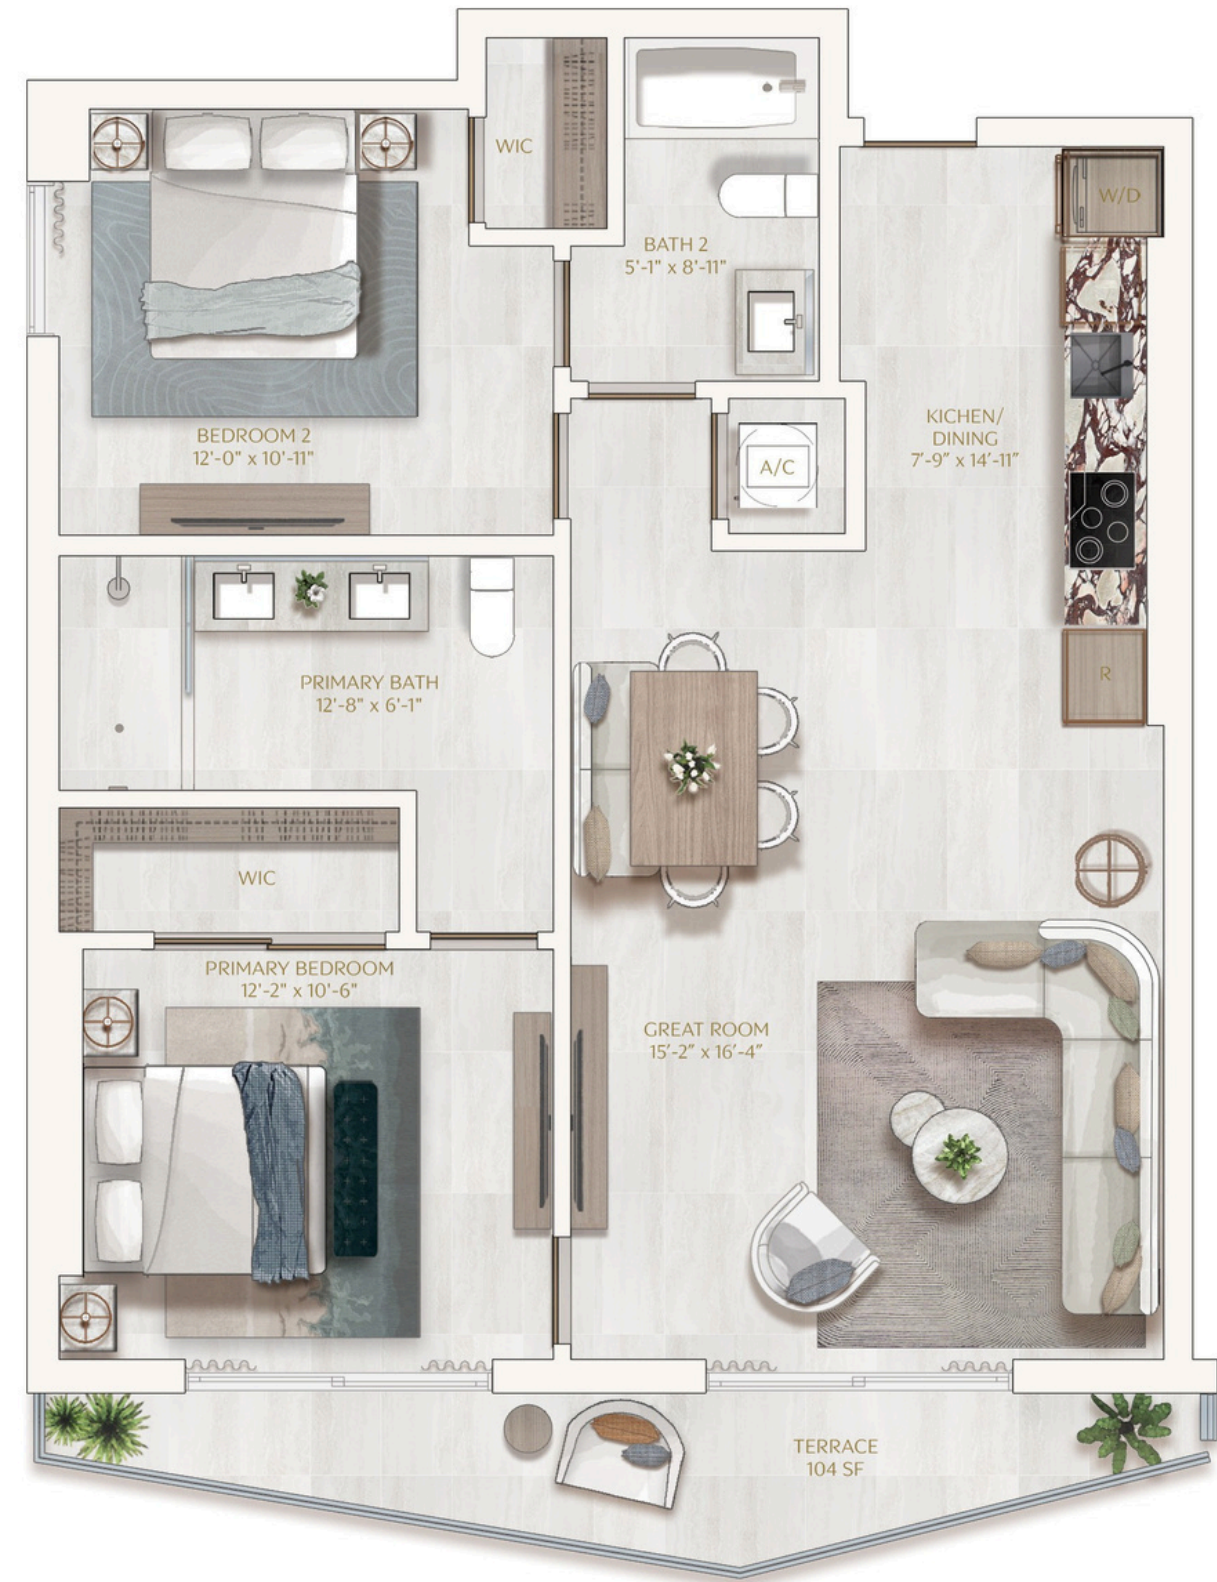 WIC
W/D
BATH 2
5'-1" x 8'-11"
BEDROOM 2
12'-0" x 10'-11"
KICHEN/
DINING
7'-9" x 14'-11"
A/C
PRIMARY BATH
12'-8" x 6'-1"
R
WIC
PRIMARY BEDROOM
12'-2" x 10'-6"
GREAT ROOM
15'-2" x 16'-4"
TERRACE
104 SF